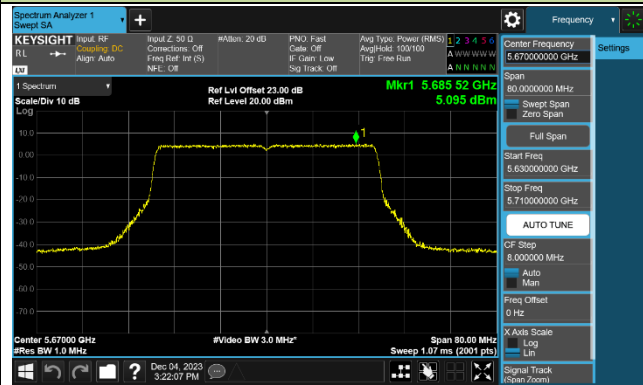 Spectrum Analyzer 1
Swept SA
Frequency
KEYSIGHT
RL
LXI
Input: RF
Coupling: DC
Align: Auto
Input Z: 50 Ω
Corrections: Off
Freq Ref: Int (S)
NFE: Off
#Atten: 20 dB
PNO: Fast
Gate: Off
IF Gain: Low
Sig Track: Off
Avg Type: Power (RMS)
Avg|Hold: 100/100
Trig: Free Run
1 2 3 4 5 6
A W W W W W
A N N N N N
1 Spectrum
Scale/Div 10 dB
Log
Ref Lvl Offset 23.00 dB
Ref Level 20.00 dBm
Mkr1 5.685 52 GHz
5.095 dBm
1
10.0
0.00
-10.0
-20.0
-30.0
-40.0
-50.0
-60.0
-70.0
Center 5.67000 GHz
#Res BW 1.0 MHz
#Video BW 3.0 MHz*
Span 80.00 MHz
Sweep 1.07 ms (2001 pts)
Center Frequency
5.670000000 GHz
Settings
Span
80.0000000 MHz
Swept Span
Zero Span
Full Span
Start Freq
5.630000000 GHz
Stop Freq
5.710000000 GHz
AUTO TUNE
CF Step
8.000000 MHz
Auto
Man
Freq Offset
0 Hz
X Axis Scale
Log
Lin
Signal Track
(Span Zoom)
Dec 04, 2023
3:22:07 PM